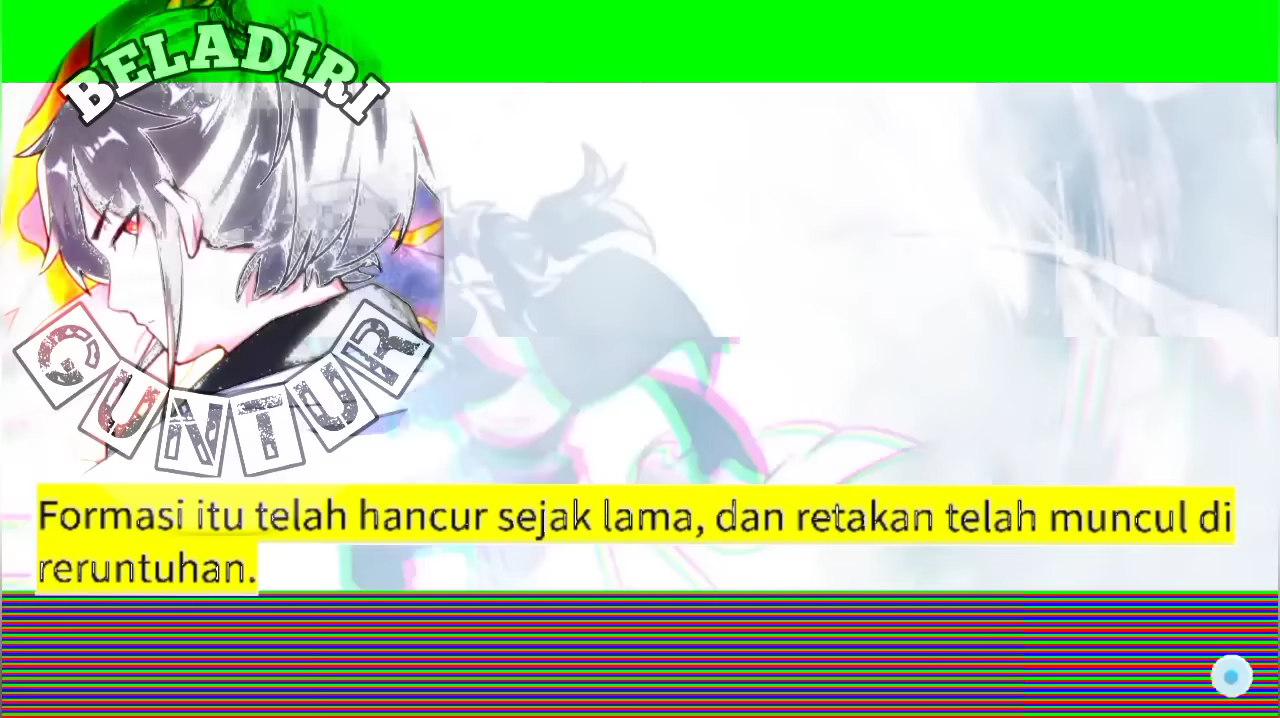 BELADIRI
GUNTUR
Formasi itu telah hancur sejak lama, dan retakan telah muncul di
reruntuhan.